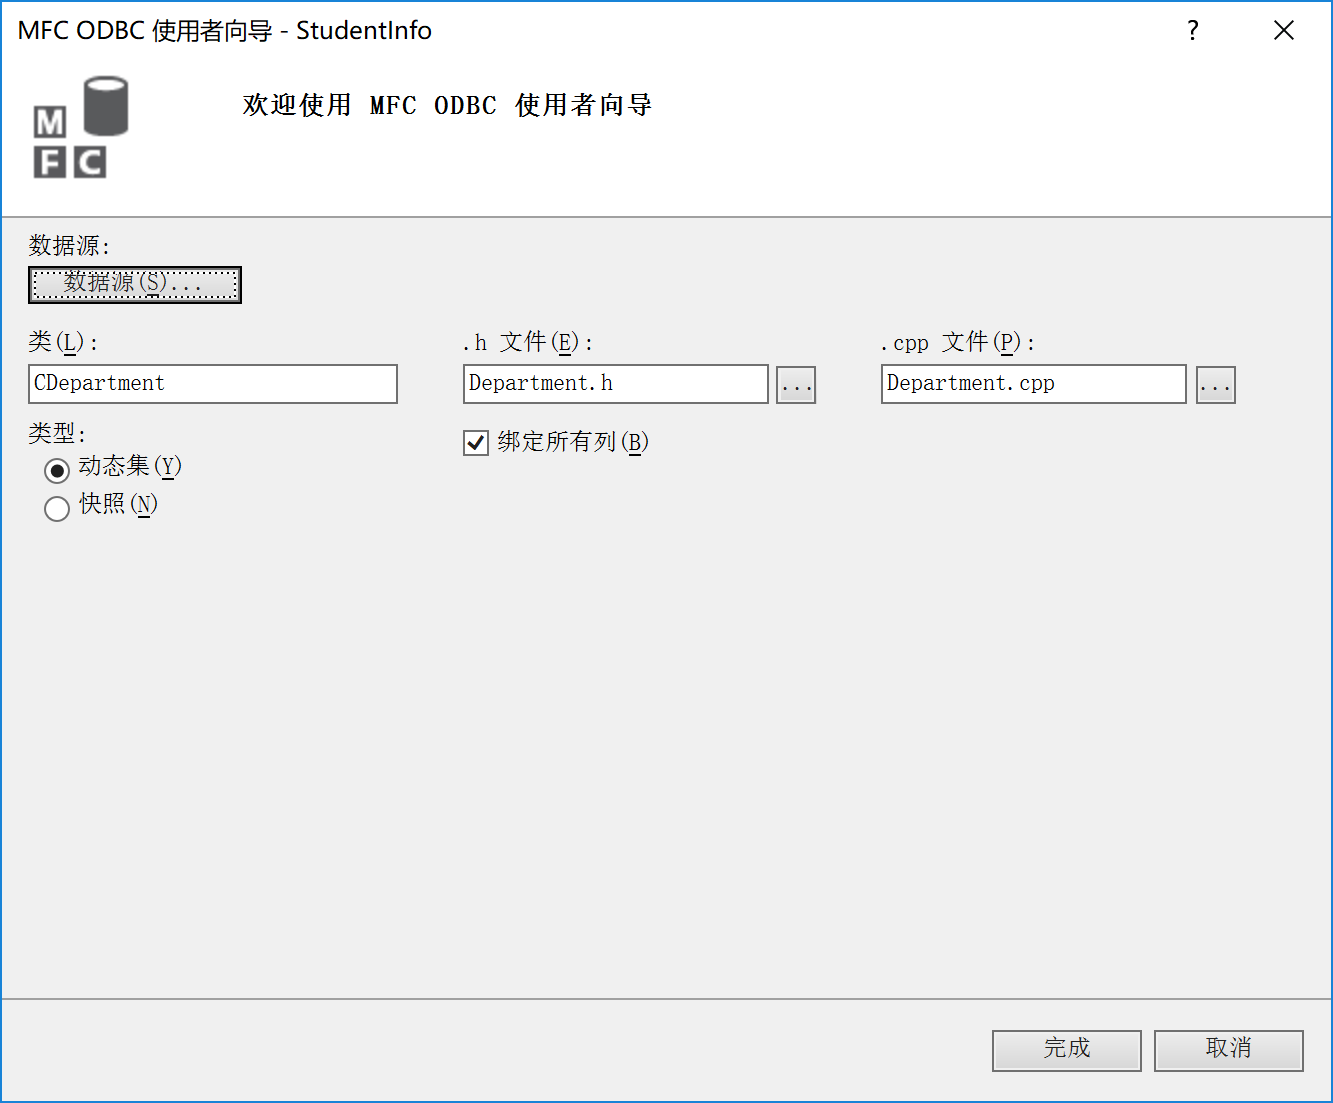 MFC ODBC 使用者向导 - StudentInfo
?
M
F C
欢迎使用 MFC ODBC 使用者向导
数据源:
数据源(S)...
类(L):
.h 文件(E):
.cpp 文件(P):
CDepartment
Department.h
...
Department.cpp
...
类型:
绑定所有列(B)
动态集(Y)
快照(N)
完成
取消